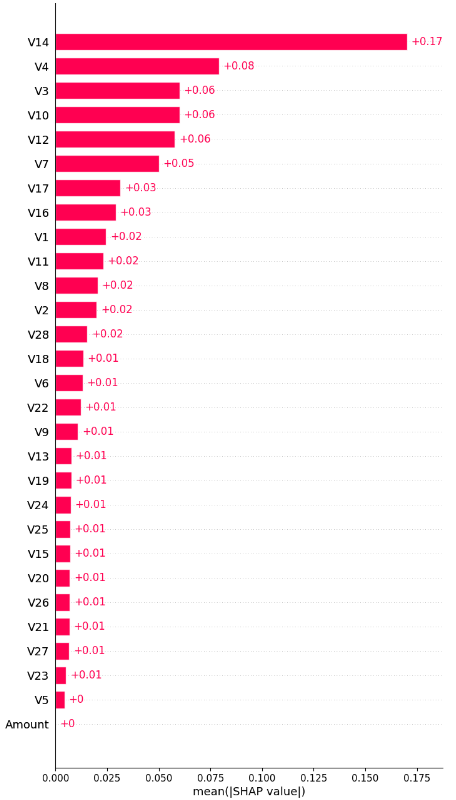 V14 +0.17
V4 +0.08
V3 +0.06
V10 +0.06
V12 +0.06
V7 +0.05
V17 +0.03
V16 +0.03
V1 +0.02
V11 +0.02
V8 +0.02
V2 +0.02
V28 +0.02
V18 +0.01
V6 +0.01
V22 +0.01
V9 +0.01
V13 +0.01
V19 +0.01
V24 +0.01
V25 +0.01
V15 +0.01
V20 +0.01
V26 +0.01
V21 +0.01
V27 +0.01
V23 +0.01
V5 +0
Amount +0
0.000 0.025 0.050 0.075 0.100 0.125 0.150 0.175
mean(|SHAP value|)